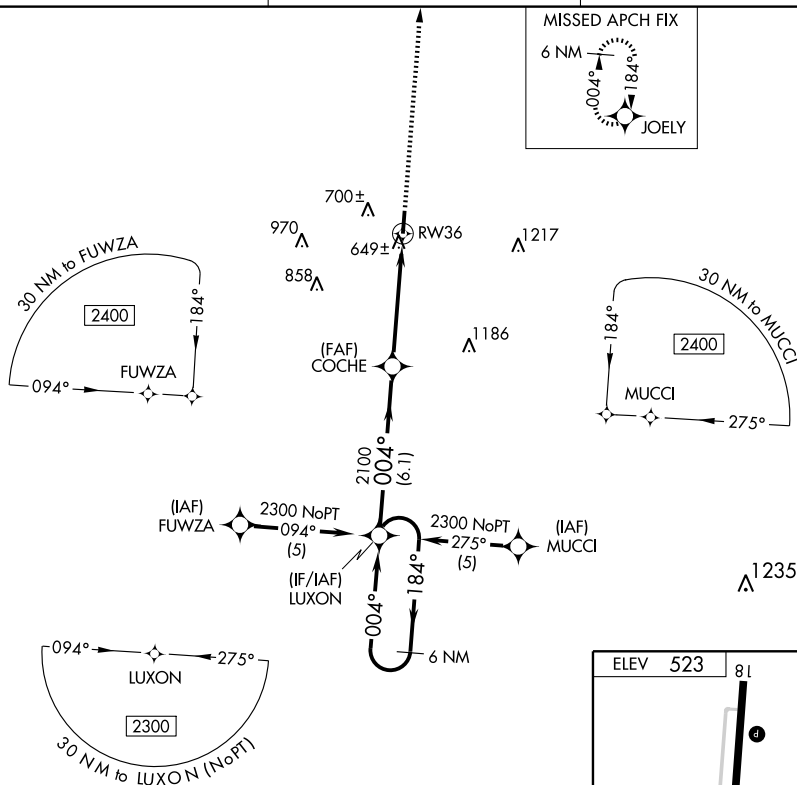 MISSED APCH FIX
6 NM
004°
184°
JOELY
700±
970
649±
RW36
1217
858
30 NM to FUWZA
2400
184°
FUWZA
094°
1186
(FAF)
COCHE
30 NM to MUCCI
184°
2400
MUCCI
275°
2100
004°
(6.1)
(IAF)
FUWZA
2300 NoPT
094°
(5)
2300 NoPT
275°
(5)
(IAF)
MUCCI
(IF/IAF)
LUXON
004°
184°
6 NM
1235
094°
275°
LUXON
2300
30 NM to LUXON (NoPT)
ELEV 523
18
P